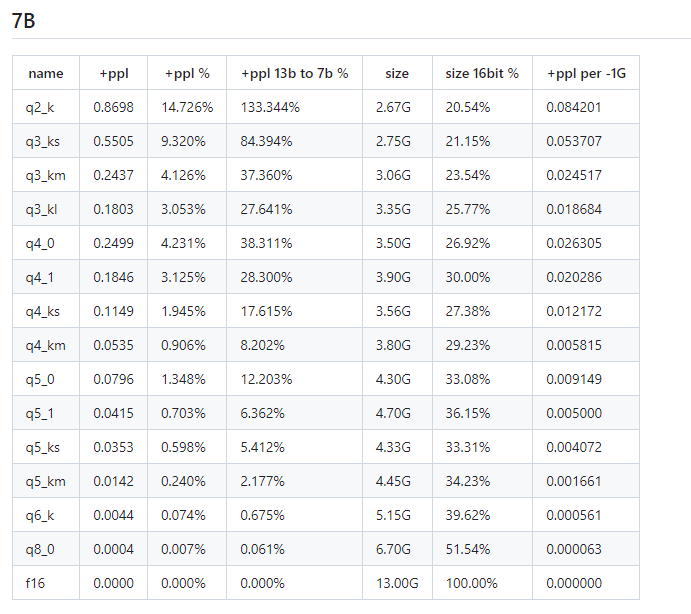 7B
name +ppl +ppl % +ppl 13b to 7b % size size 16bit % +ppl per -1G
q2_k 0.8698 14.726% 133.344% 2.67G 20.54% 0.084201
q3_ks 0.5505 9.320% 84.394% 2.75G 21.15% 0.053707
q3_km 0.2437 4.126% 37.360% 3.06G 23.54% 0.024517
q3_kl 0.1803 3.053% 27.641% 3.35G 25.77% 0.018684
q4_0 0.2499 4.231% 38.311% 3.50G 26.92% 0.026305
q4_1 0.1846 3.125% 28.300% 3.90G 30.00% 0.020286
q4_ks 0.1149 1.945% 17.615% 3.56G 27.38% 0.012172
q4_km 0.0535 0.906% 8.202% 3.80G 29.23% 0.005815
q5_0 0.0796 1.348% 12.203% 4.30G 33.08% 0.009149
q5_1 0.0415 0.703% 6.362% 4.70G 36.15% 0.005000
q5_ks 0.0353 0.598% 5.412% 4.33G 33.31% 0.004072
q5_km 0.0142 0.240% 2.177% 4.45G 34.23% 0.001661
q6_k 0.0044 0.074% 0.675% 5.15G 39.62% 0.000561
q8_0 0.0004 0.007% 0.061% 6.70G 51.54% 0.000063
f16 0.0000 0.000% 0.000% 13.00G 100.00% 0.000000